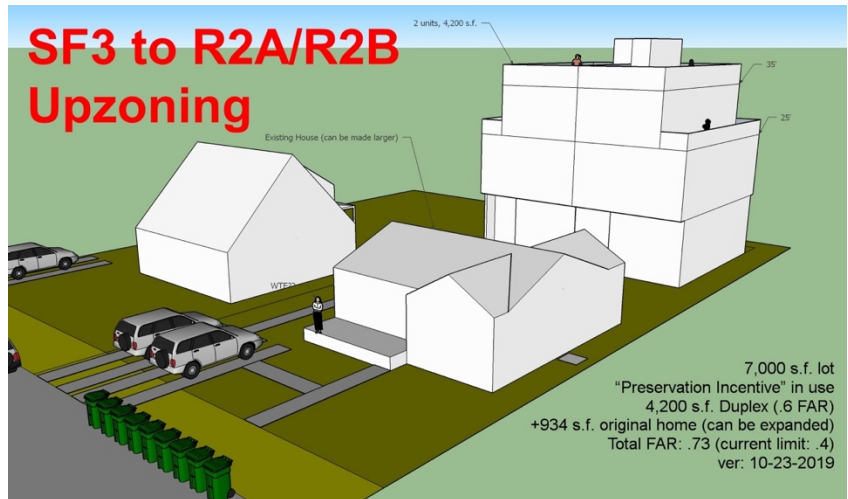 2 units, 4,200 s.f.
SF3 to R2A/R2B
Upzoning
35'
25'
Existing House (can be made larger)
7,000 s.f. lot
“Preservation Incentive” in use
4,200 s.f. Duplex (.6 FAR)
+934 s.f. original home (can be expanded)
Total FAR: .73 (current limit: .4)
ver: 10-23-2019